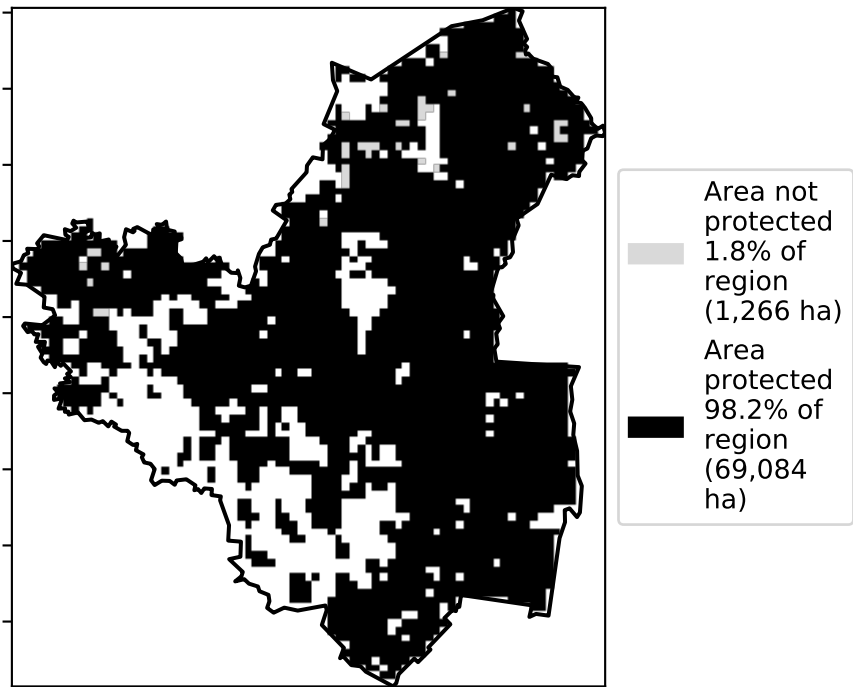 Area not
protected
1.8% of
region
(1,266 ha)
Area
protected
98.2% of
region
(69,084
ha)